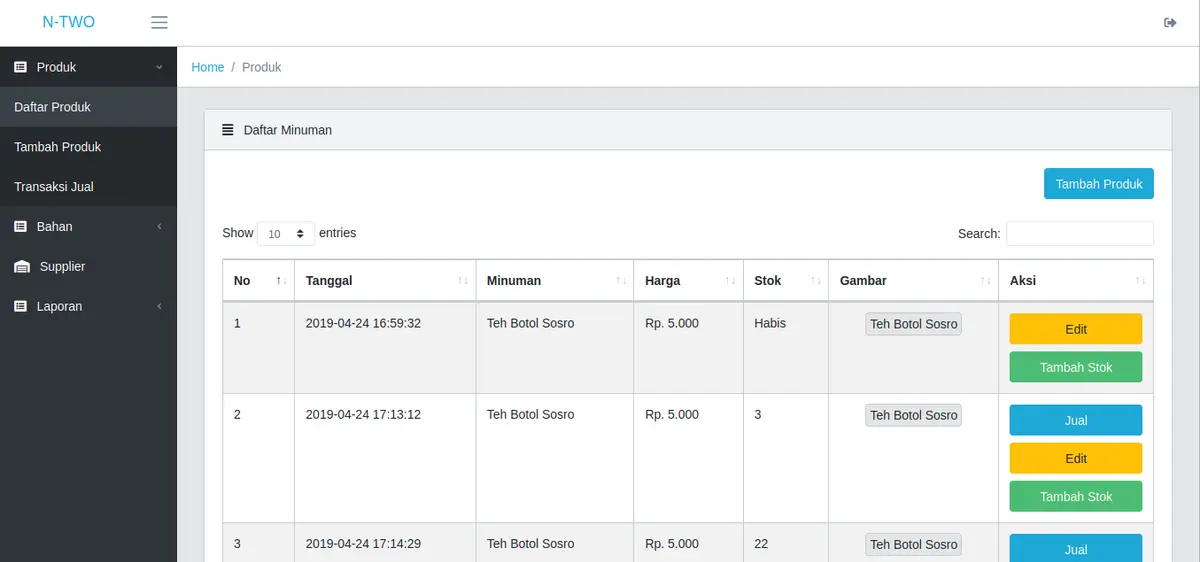 N-TWO
Produk
Home / Produk
Daftar Produk
Tambah Produk
Transaksi Jual
Bahan
Supplier
Laporan
Daftar Minuman
Tambah Produk
Show 10 entries Search:
No Tanggal Minuman Harga Stok Gambar Aksi
1 2019-04-24 16:59:32 Teh Botol Sosro Rp. 5.000 Habis Teh Botol Sosro Edit
Tambah Stok
2 2019-04-24 17:13:12 Teh Botol Sosro Rp. 5.000 3 Teh Botol Sosro Jual
Edit
Tambah Stok
3 2019-04-24 17:14:29 Teh Botol Sosro Rp. 5.000 22 Teh Botol Sosro Jual